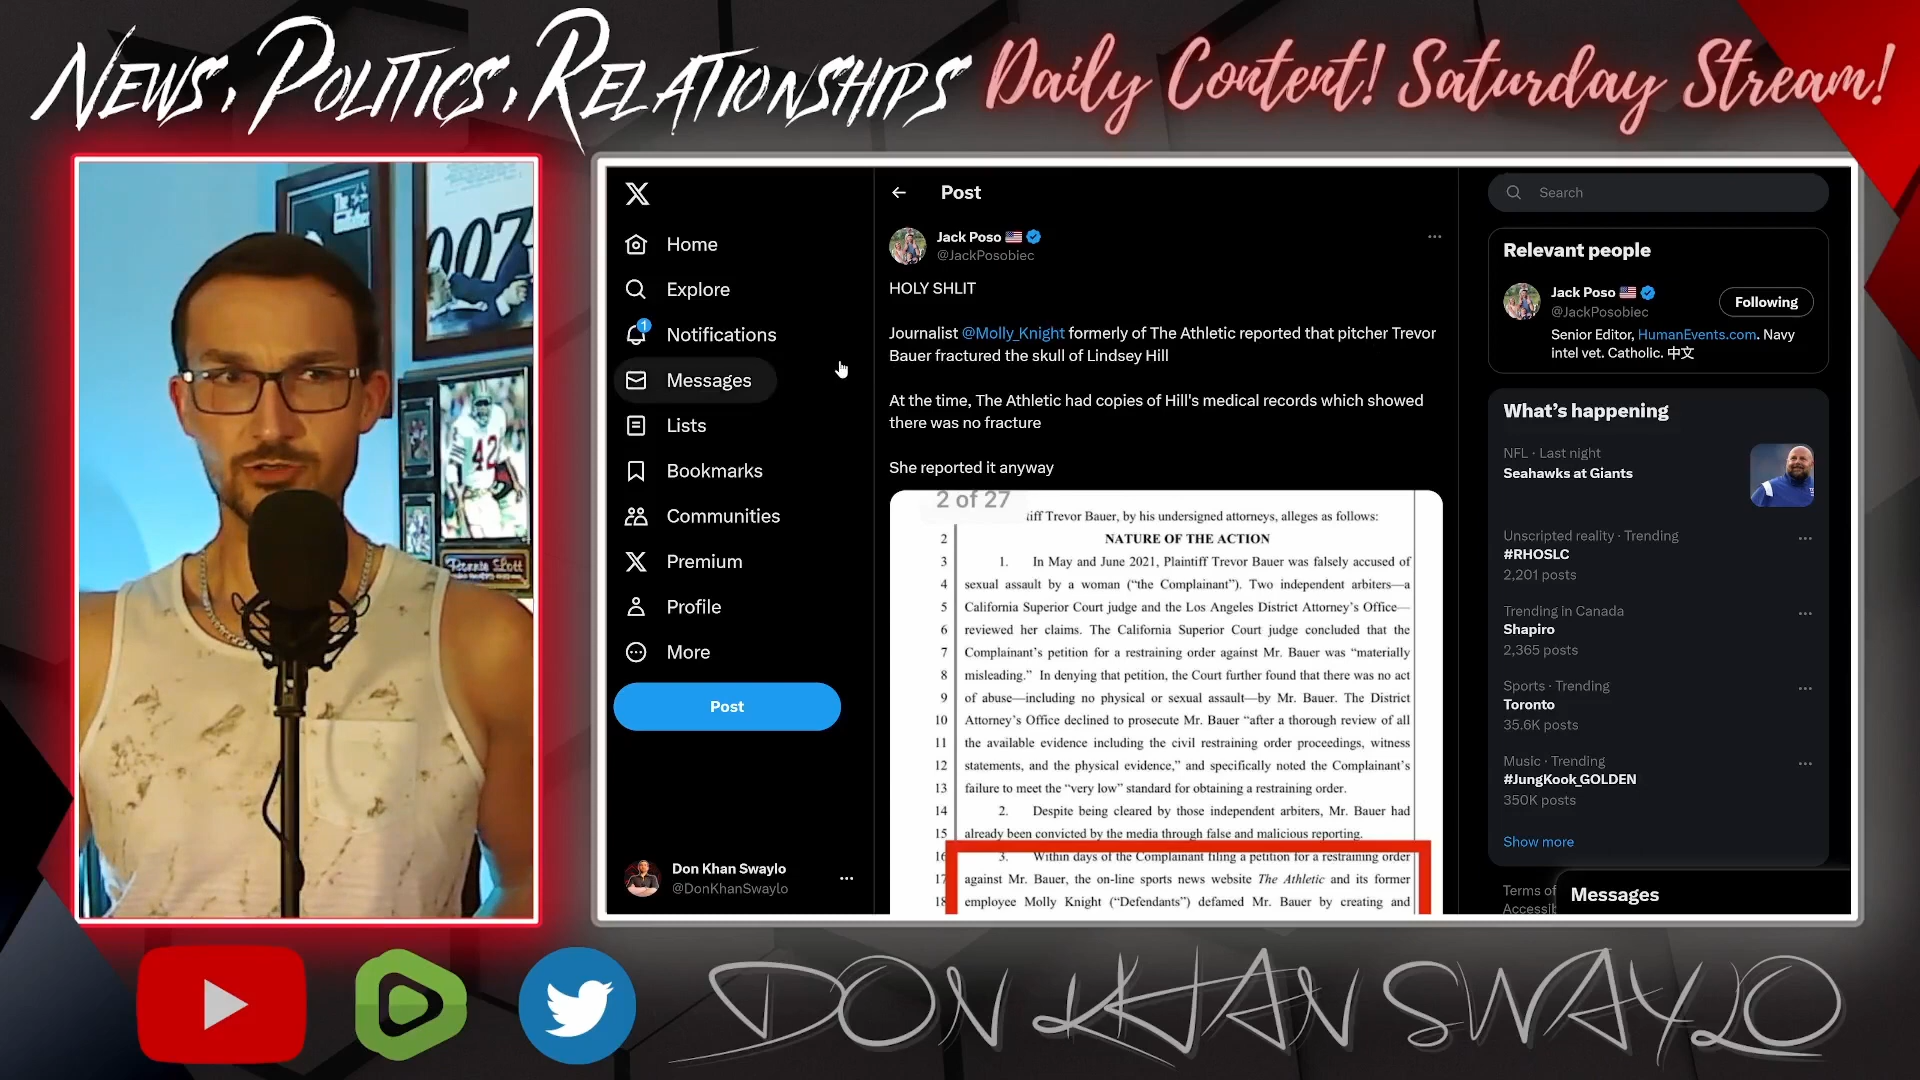 NEWS, POLITICS, RELATIONSHIPS Daily Content! Saturday Stream!
007
42
Ronnie Lott
X
Home
Explore
1
Notifications
Messages
Lists
Bookmarks
Communities
Premium
Profile
More
Post
Don Khan Swaylo
@DonKhanSwaylo
Post
Jack Poso 🇺🇸
@JackPosobiec
HOLY SHLIT
Journalist @Molly_Knight formerly of The Athletic reported that pitcher Trevor
Bauer fractured the skull of Lindsey Hill
At the time, The Athletic had copies of Hill's medical records which showed
there was no fracture
She reported it anyway
2 of 27
tiff Trevor Bauer, by his undersigned attorneys, alleges as follows:
2 NATURE OF THE ACTION
3 1. In May and June 2021, Plaintiff Trevor Bauer was falsely accused of
4 sexual assault by a woman (“the Complainant”). Two independent arbiters—a
5 California Superior Court judge and the Los Angeles District Attorney’s Office—
6 reviewed her claims. The California Superior Court judge concluded that the
7 Complainant’s petition for a restraining order against Mr. Bauer was “materially
8 misleading.” In denying that petition, the Court further found that there was no act
9 of abuse—including no physical or sexual assault—by Mr. Bauer. The District
10 Attorney’s Office declined to prosecute Mr. Bauer “after a thorough review of all
11 the available evidence including the civil restraining order proceedings, witness
12 statements, and the physical evidence,” and specifically noted the Complainant’s
13 failure to meet the “very low” standard for obtaining a restraining order.
14 2. Despite being cleared by those independent arbiters, Mr. Bauer had
15 already been convicted by the media through false and malicious reporting.
16 3. Within days of the Complainant filing a petition for a restraining order
17 against Mr. Bauer, the on-line sports news website The Athletic and its former
18 employee Molly Knight (“Defendants”) defamed Mr. Bauer by creating and
Search
Relevant people
Jack Poso 🇺🇸
@JackPosobiec
Following
Senior Editor, HumanEvents.com. Navy
intel vet. Catholic. 中文
What’s happening
NFL · Last night
Seahawks at Giants
Unscripted reality · Trending
#RHOSLC
2,201 posts
Trending in Canada
Shapiro
2,365 posts
Sports · Trending
Toronto
35.6K posts
Music · Trending
#JungKook_GOLDEN
350K posts
Show more
Terms of
Accessib
Messages
DON KHAN SWAYLO